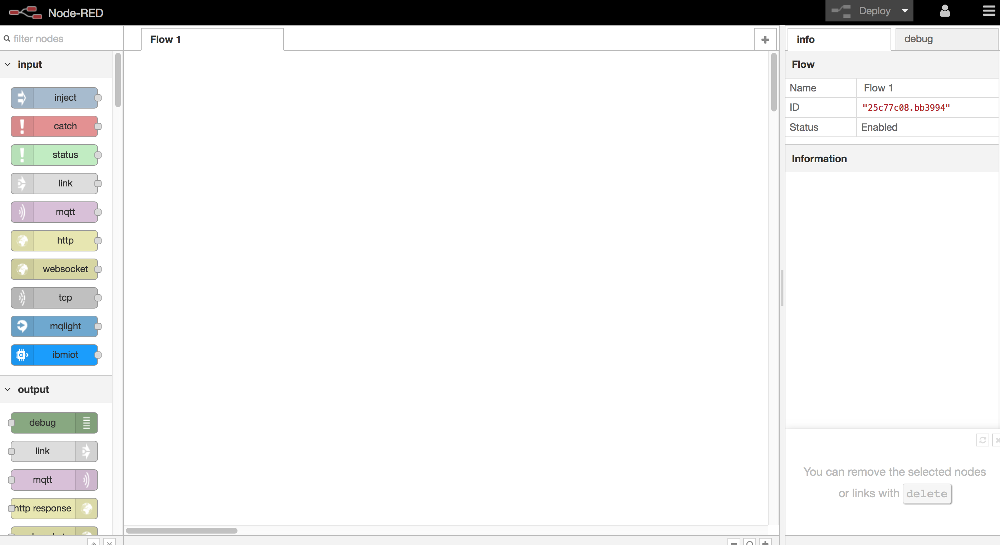 Node-RED
Deploy
filter nodes
Flow 1
info
debug
input
inject
catch
status
link
mqtt
http
websocket
tcp
mqlight
ibmiot
output
debug
link
mqtt
http response
Flow
Name Flow 1
ID "25c77c08.bb3994"
Status Enabled
Information
You can remove the selected nodes
or links with delete